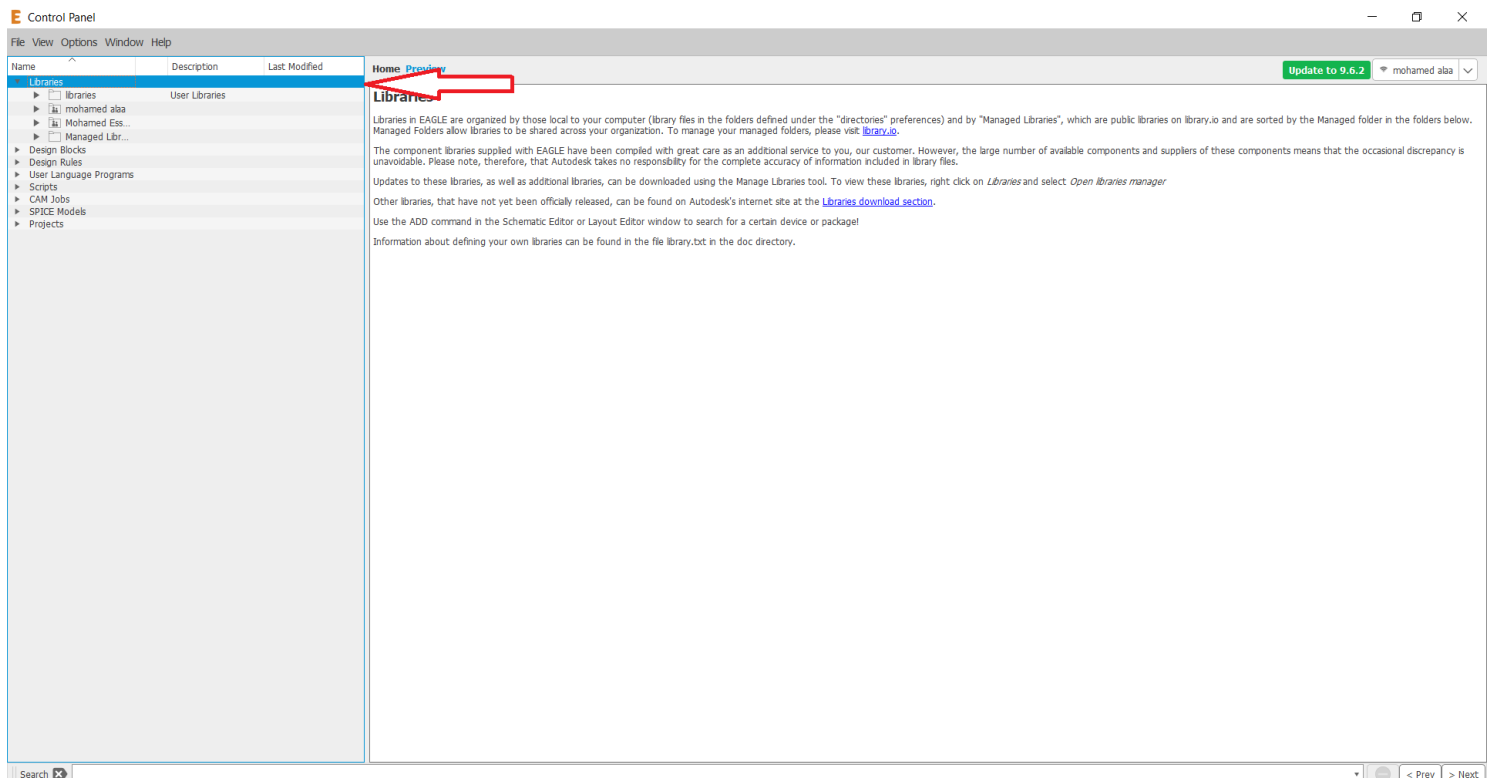 E Control Panel
File View Options Window Help
Name Description Last Modified
Home Preview
Update to 9.6.2
mohamed alaa
Libraries
libraries User Libraries
mohamed alaa
Mohamed Ess...
Managed Libr...
Design Blocks
Design Rules
User Language Programs
Scripts
CAM Jobs
SPICE Models
Projects
Libraries
Libraries in EAGLE are organized by those local to your computer (library files in the folders defined under the "directories" preferences) and by "Managed Libraries", which are public libraries on library.io and are sorted by the Managed folder in the folders below.
Managed Folders allow libraries to be shared across your organization. To manage your managed folders, please visit library.io.
The component libraries supplied with EAGLE have been compiled with great care as an additional service to you, our customer. However, the large number of available components and suppliers of these components means that the occasional discrepancy is
unavoidable. Please note, therefore, that Autodesk takes no responsibility for the complete accuracy of information included in library files.
Updates to these libraries, as well as additional libraries, can be downloaded using the Manage Libraries tool. To view these libraries, right click on Libraries and select Open libraries manager
Other libraries, that have not yet been officially released, can be found on Autodesk's internet site at the Libraries download section.
Use the ADD command in the Schematic Editor or Layout Editor window to search for a certain device or package!
Information about defining your own libraries can be found in the file library.txt in the doc directory.
Search
< Prev
> Next